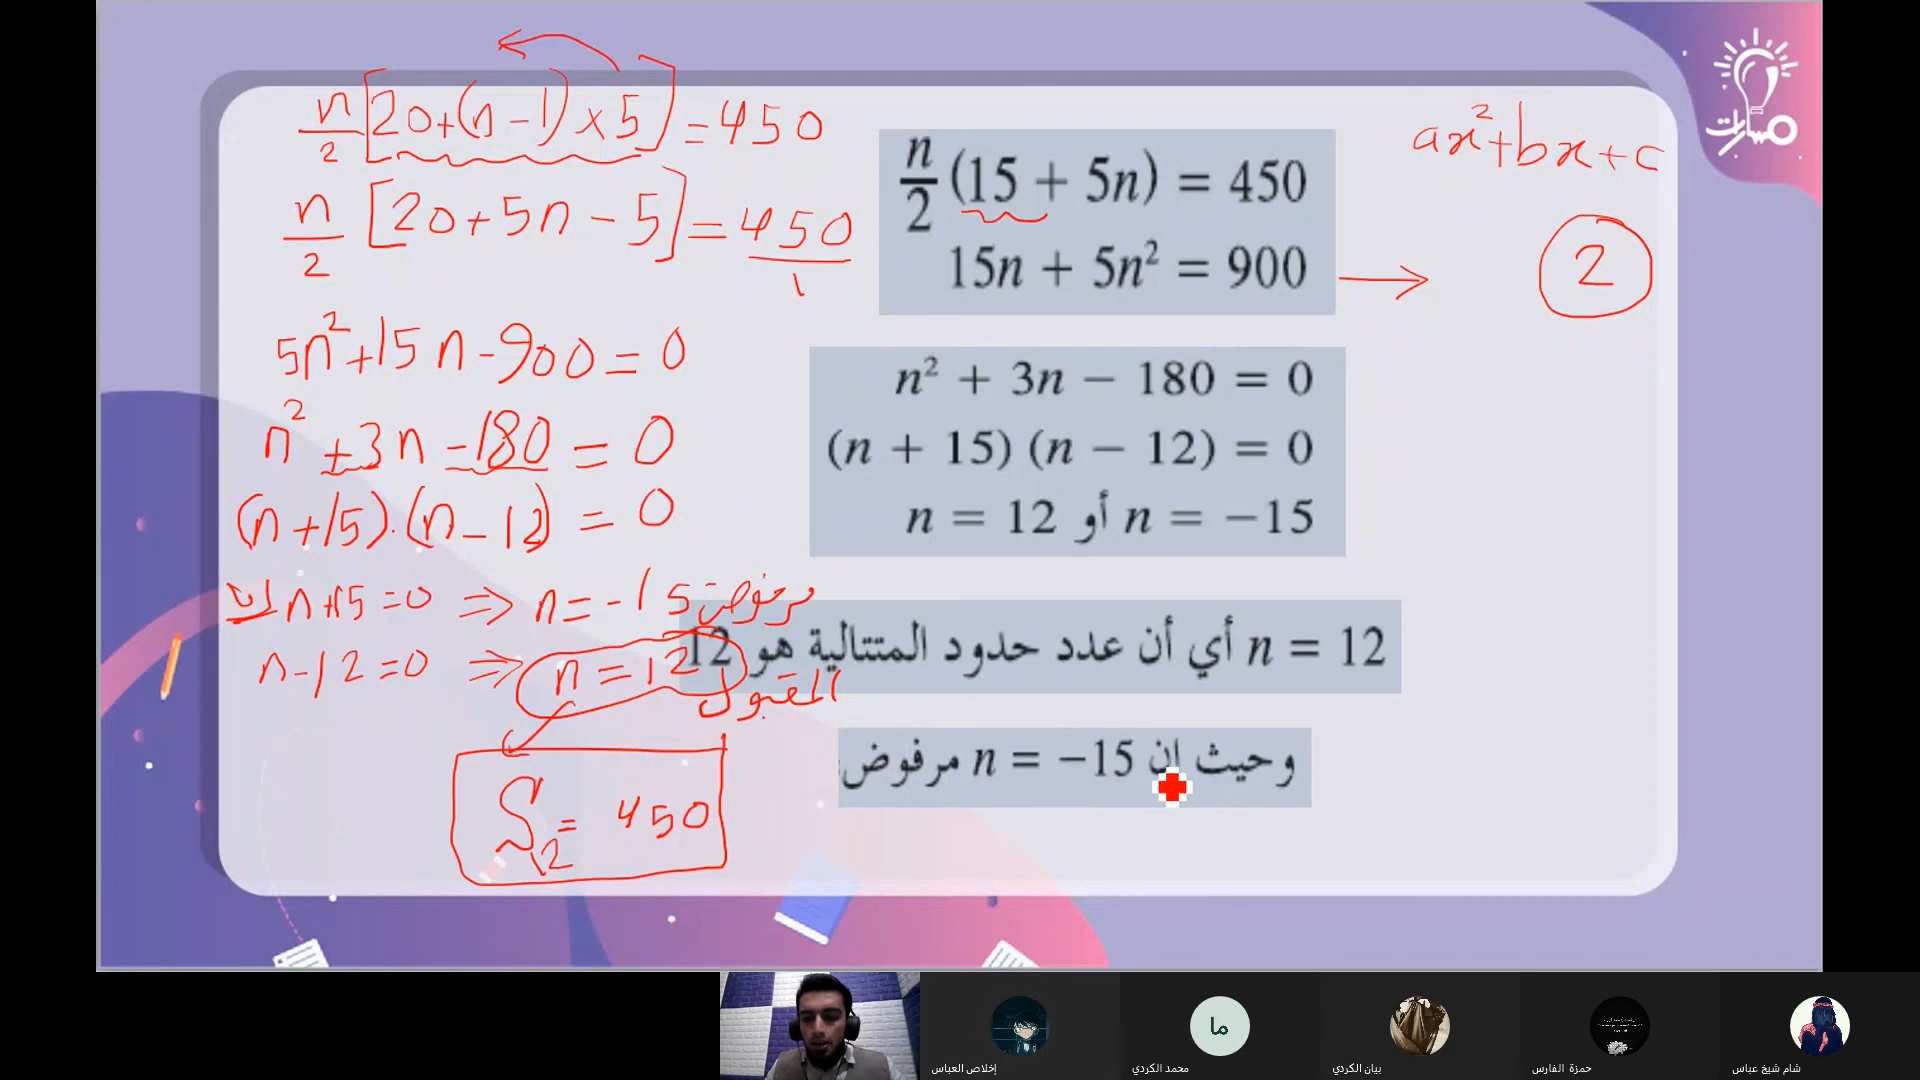 n/2 [20+(n-1)×5] = 450
n/2 [20+5n-5] = 450/1
5n²+15n-900=0
n²+3n-180=0
(n+15).(n-12)=0
n+15=0 ⇒ n=-15 مرفوض
n-12=0 ⇒ n=12 المقبول
S₁₂=450
n/2 (15 + 5n) = 450
15n + 5n² = 900 →
n² + 3n − 180 = 0
(n + 15) (n − 12) = 0
n = 12 أو n = −15
n = 12 أي أن عدد حدود المتتالية هو 12
وحيث إن n = −15 مرفوض
ax²+bx+c
2
مسارات
إخلاص العباس
ما
محمد الكردي
بيان الكردي
حمزة الفارس
شام شيخ عباس